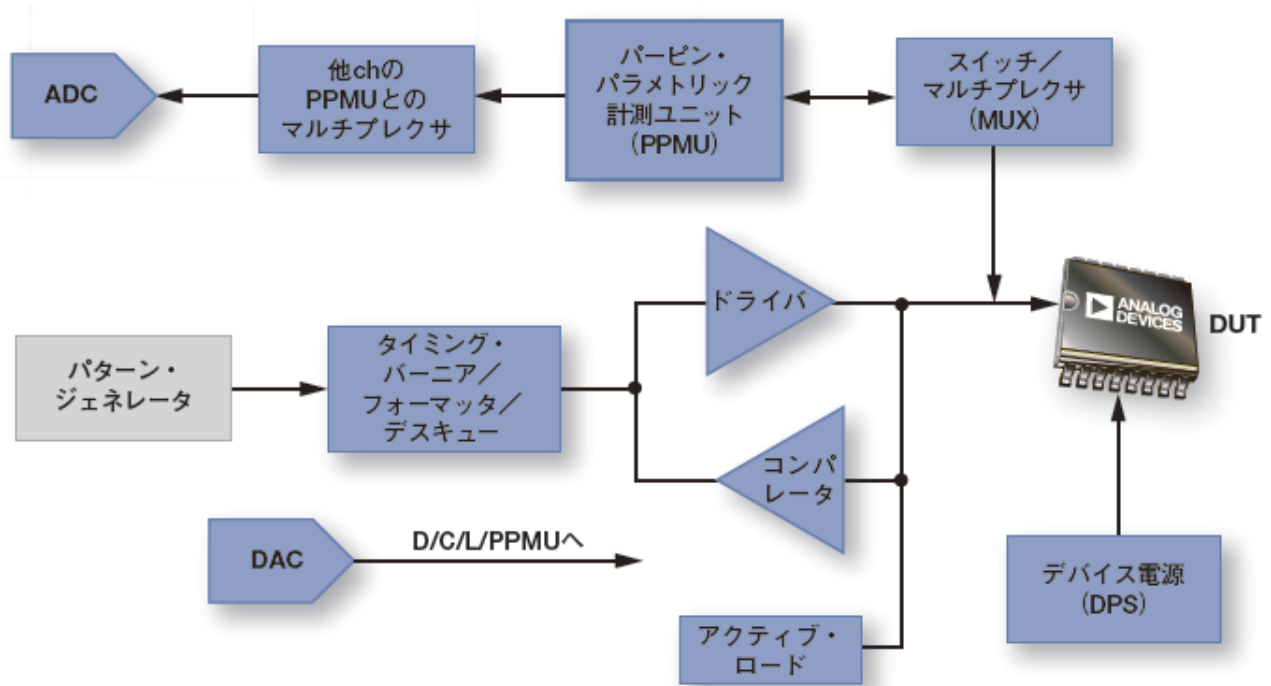 ADC
他chの
PPMUとの
マルチプレクサ
パーピン・
パラメトリック
計測ユニット
(PPMU)
スイッチ／
マルチプレクサ
(MUX)
ドライバ
ANALOG
DEVICES
DUT
パターン・
ジェネレータ
タイミング・
バーニア／
フォーマッタ／
デスキュー
コンパ
レータ
DAC
D/C/L/PPMUへ
デバイス電源
(DPS)
アクティブ・
ロード